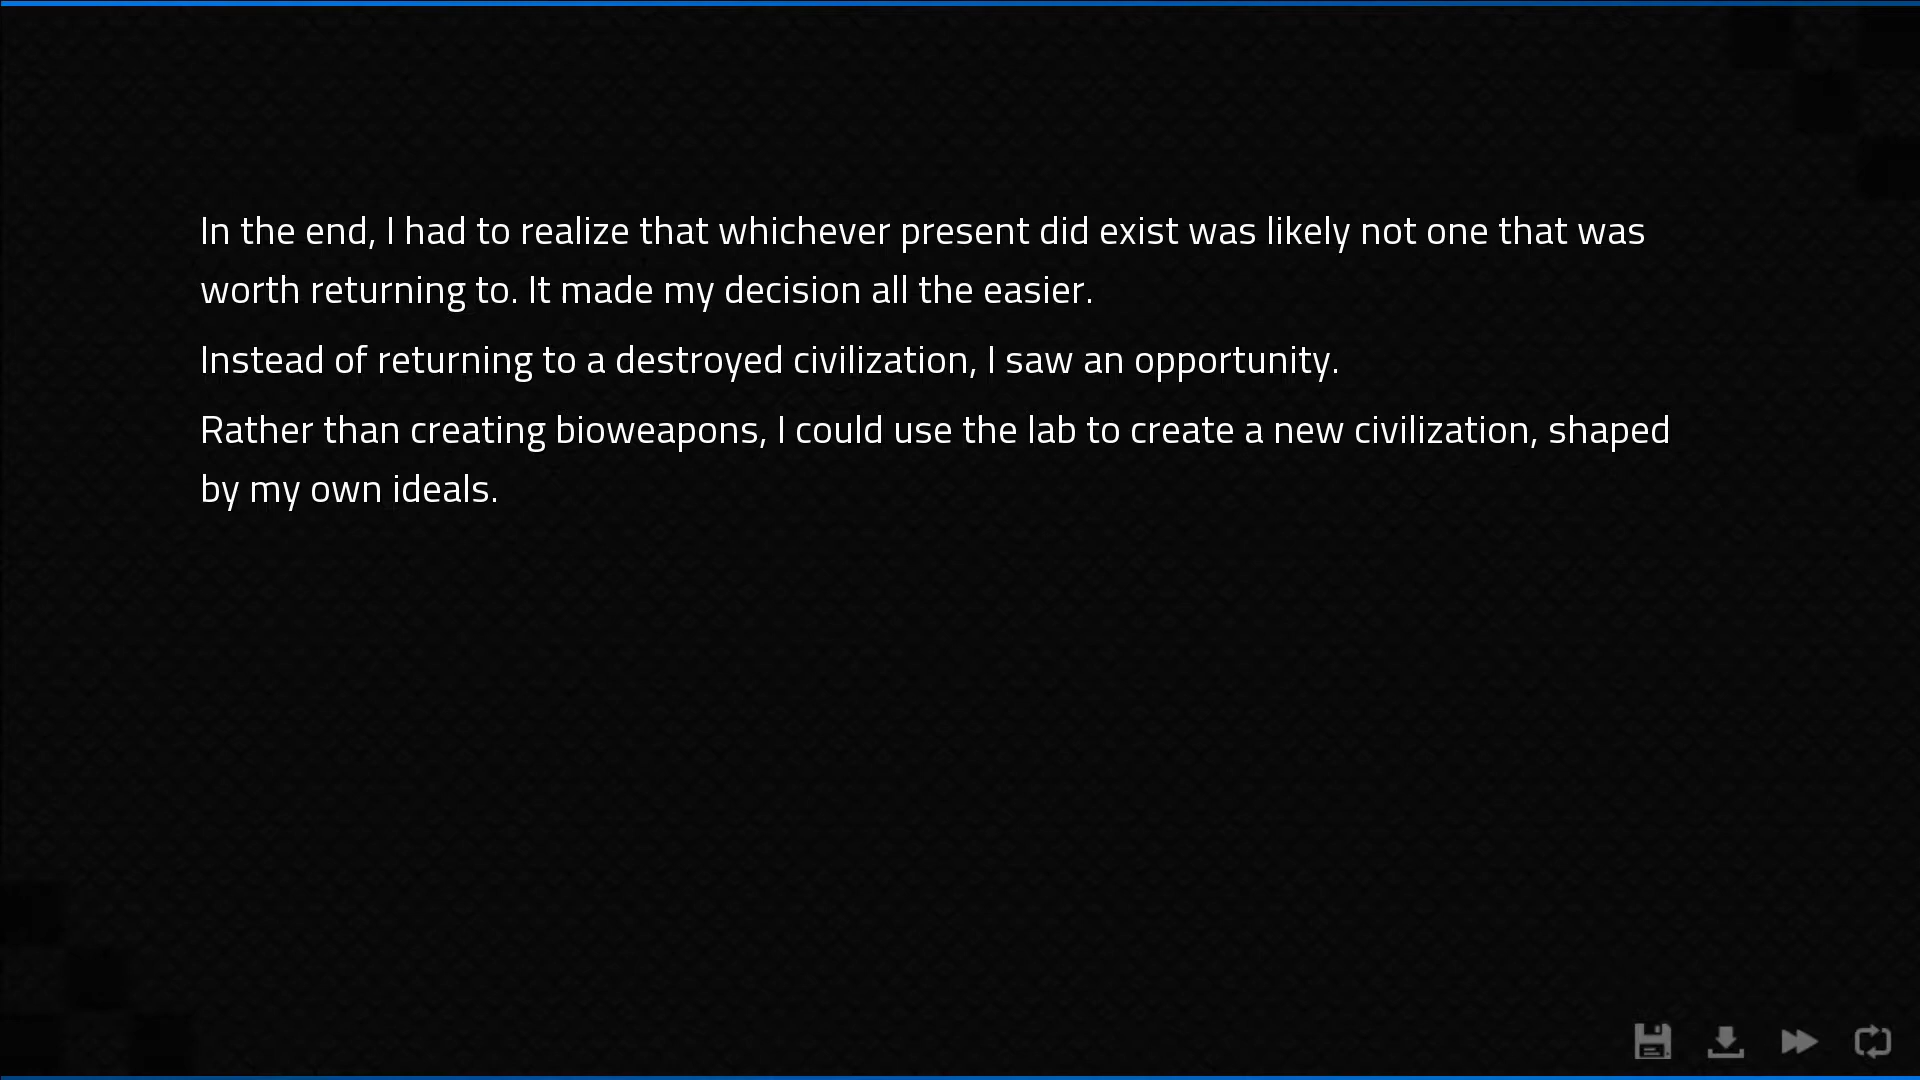 In the end, I had to realize that whichever present did exist was likely not one that was
worth returning to. It made my decision all the easier.
Instead of returning to a destroyed civilization, I saw an opportunity.
Rather than creating bioweapons, I could use the lab to create a new civilization, shaped
by my own ideals.